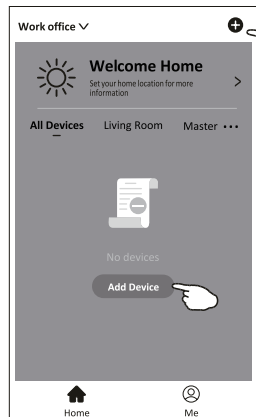 Work office
Welcome Home
Set your home location for more
information
All Devices Living Room Master
No devices
Add Device
Home Me